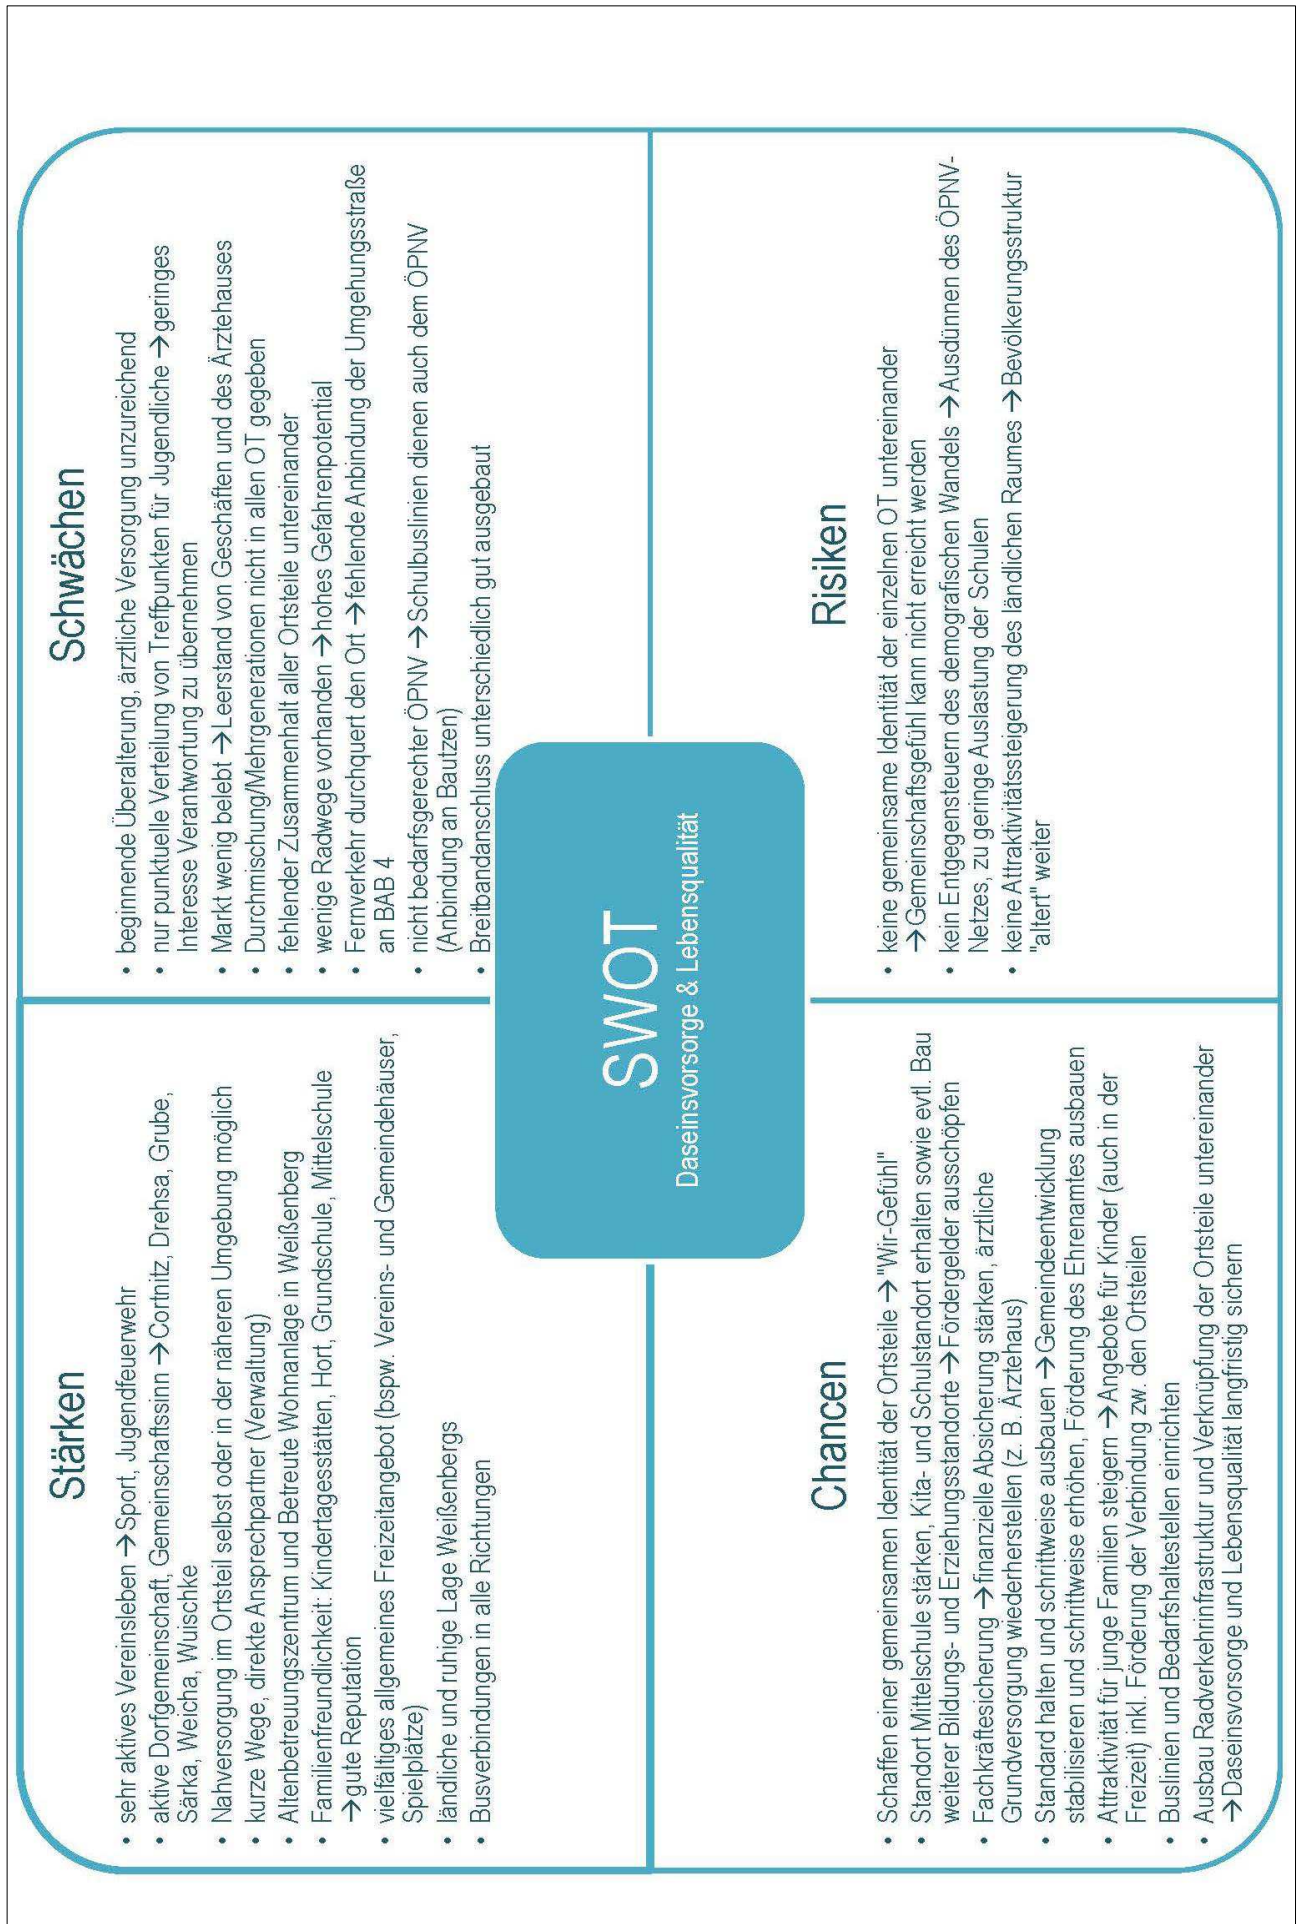 Stärken
• sehr aktives Vereinsleben →Sport, Jugendfeuerwehr
• aktive Dorfgemeinschaft, Gemeinschaftssinn →Cortnitz, Drehsa, Grube,
Särka, Weicha, Wuischke
• Nahversorgung im Ortsteil selbst oder in der näheren Umgebung möglich
• kurze Wege, direkte Ansprechpartner (Verwaltung)
• Altenbetreuungszentrum und Betreute Wohnanlage in Weißenberg
• Familienfreundlichkeit: Kindertagesstätten, Hort, Grundschule, Mittelschule
→gute Reputation
• vielfältiges allgemeines Freizeitangebot (bspw. Vereins- und Gemeindehäuser,
Spielplätze)
• ländliche und ruhige Lage Weißenbergs
• Busverbindungen in alle Richtungen
Schwächen
• beginnende Überalterung, ärztliche Versorgung unzureichend
• nur punktuelle Verteilung von Treffpunkten für Jugendliche →geringes
Interesse Verantwortung zu übernehmen
• Markt wenig belebt →Leerstand von Geschäften und des Ärztehauses
• Durchmischung/Mehrgenerationen nicht in allen OT gegeben
• fehlender Zusammenhalt aller Ortsteile untereinander
• wenige Radwege vorhanden →hohes Gefahrenpotential
• Fernverkehr durchquert den Ort →fehlende Anbindung der Umgehungsstraße
an BAB 4
• nicht bedarfsgerechter ÖPNV →Schulbuslinien dienen auch dem ÖPNV
(Anbindung an Bautzen)
• Breitbandanschluss unterschiedlich gut ausgebaut
SWOT
Daseinsvorsorge & Lebensqualität
Chancen
• Schaffen einer gemeinsamen Identität der Ortsteile →"Wir-Gefühl"
• Standort Mittelschule stärken, Kita- und Schulstandort erhalten sowie evtl. Bau
weiterer Bildungs- und Erziehungsstandorte →Fördergelder ausschöpfen
• Fachkräftesicherung →finanzielle Absicherung stärken, ärztliche
Grundversorgung wiederherstellen (z. B. Ärztehaus)
• Standard halten und schrittweise ausbauen →Gemeindeentwicklung
stabilisieren und schrittweise erhöhen, Förderung des Ehrenamtes ausbauen
• Attraktivität für junge Familien steigern →Angebote für Kinder (auch in der
Freizeit) inkl. Förderung der Verbindung zw. den Ortsteilen
• Buslinien und Bedarfshaltestellen einrichten
• Ausbau Radverkehrinfrastruktur und Verknüpfung der Ortsteile untereinander
→Daseinsvorsorge und Lebensqualität langfristig sichern
Risiken
• keine gemeinsame Identität der einzelnen OT untereinander
→Gemeinschaftsgefühl kann nicht erreicht werden
• kein Entgegensteuern des demografischen Wandels →Ausdünnen des ÖPNV-
Netzes, zu geringe Auslastung der Schulen
• keine Attraktivitätssteigerung des ländlichen Raumes →Bevölkerungsstruktur
"altert" weiter